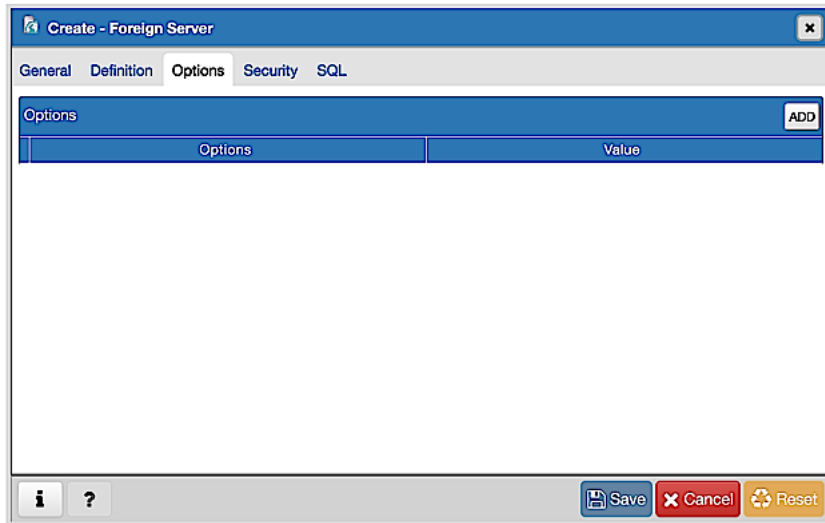 Create - Foreign Server
General Definition Options Security SQL
Options ADD
Options Value
i ? Save Cancel Reset